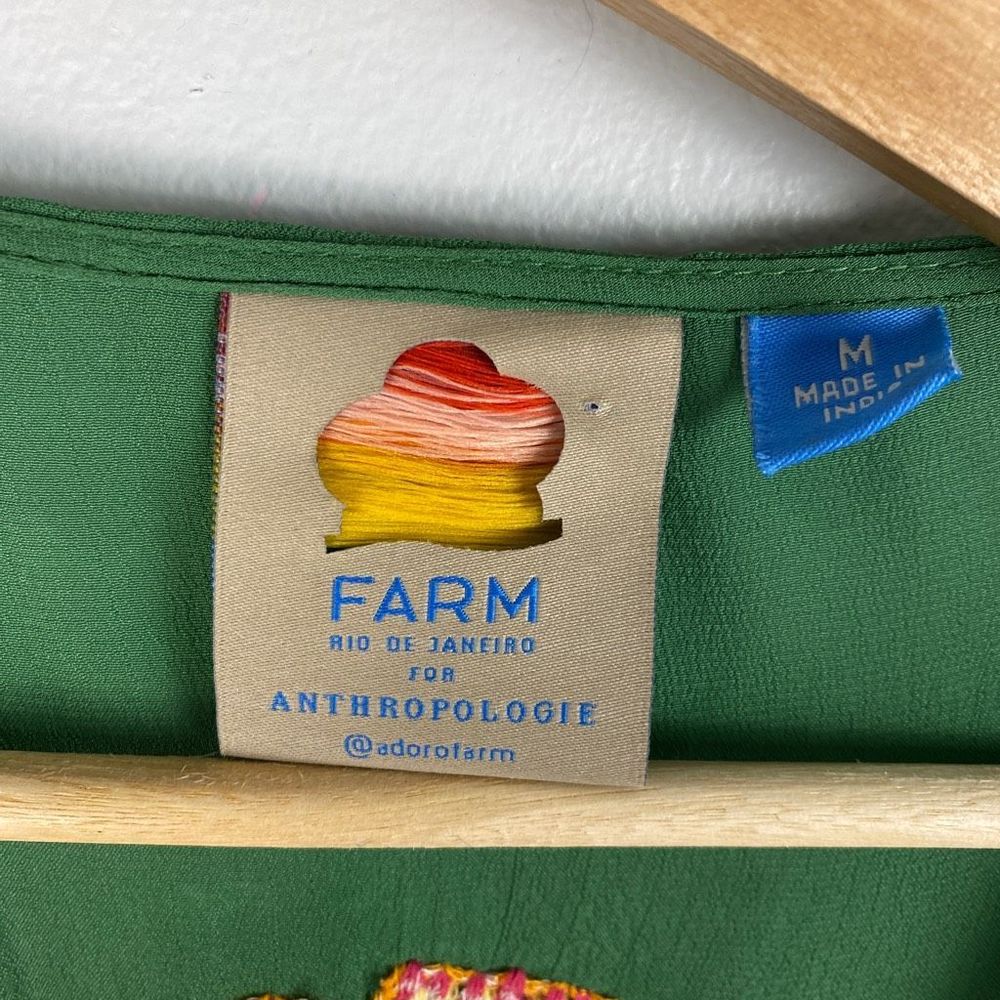 FARM
RIO DE JANEIRO
FOR
ANTHROPOLOGIE
@adorofarm
M
MADE IN
INDIA